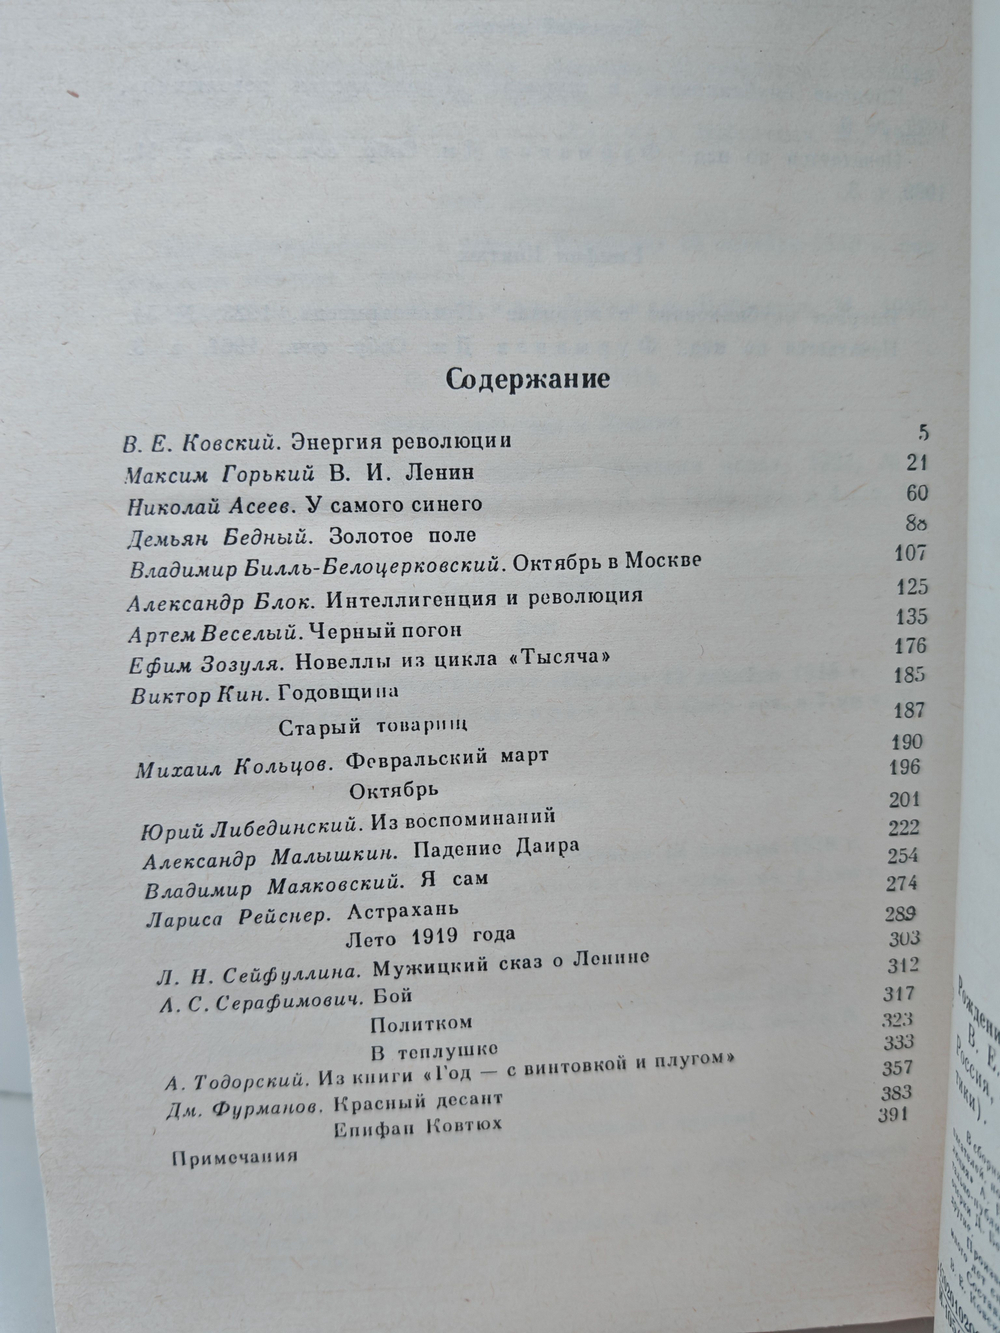 Содержание
В. Е. Ковский. Энергия революции 5
Максим Горький В. И. Ленин 21
Николай Асеев. У самого синего 60
Демьян Бедный. Золотое поле 88
Владимир Билль-Белоцерковский. Октябрь в Москве 107
Александр Блок. Интеллигенция и революция 125
Артем Веселый. Черный погон 135
Ефим Зозуля. Новеллы из цикла «Тысяча» 176
Виктор Кин. Годовщина 185
Старый товарищ 187
Михаил Кольцов. Февральский март 190
Октябрь 196
Юрий Либединский. Из воспоминаний 201
Александр Малышкин. Падение Даира 222
Владимир Маяковский. Я сам 254
Лариса Рейснер. Астрахань 274
Лето 1919 года 289
Л. Н. Сейфуллина. Мужицкий сказ о Ленине 303
А. С. Серафимович. Бой 312
Политком 317
В теплушке 323
А. Тодорский. Из книги «Год — с винтовкой и плугом» 333
Дм. Фурманов. Красный десант 357
Епифан Ковтюх 383
Примечания 391
Рождени
В. Е.
Россия,
тики).